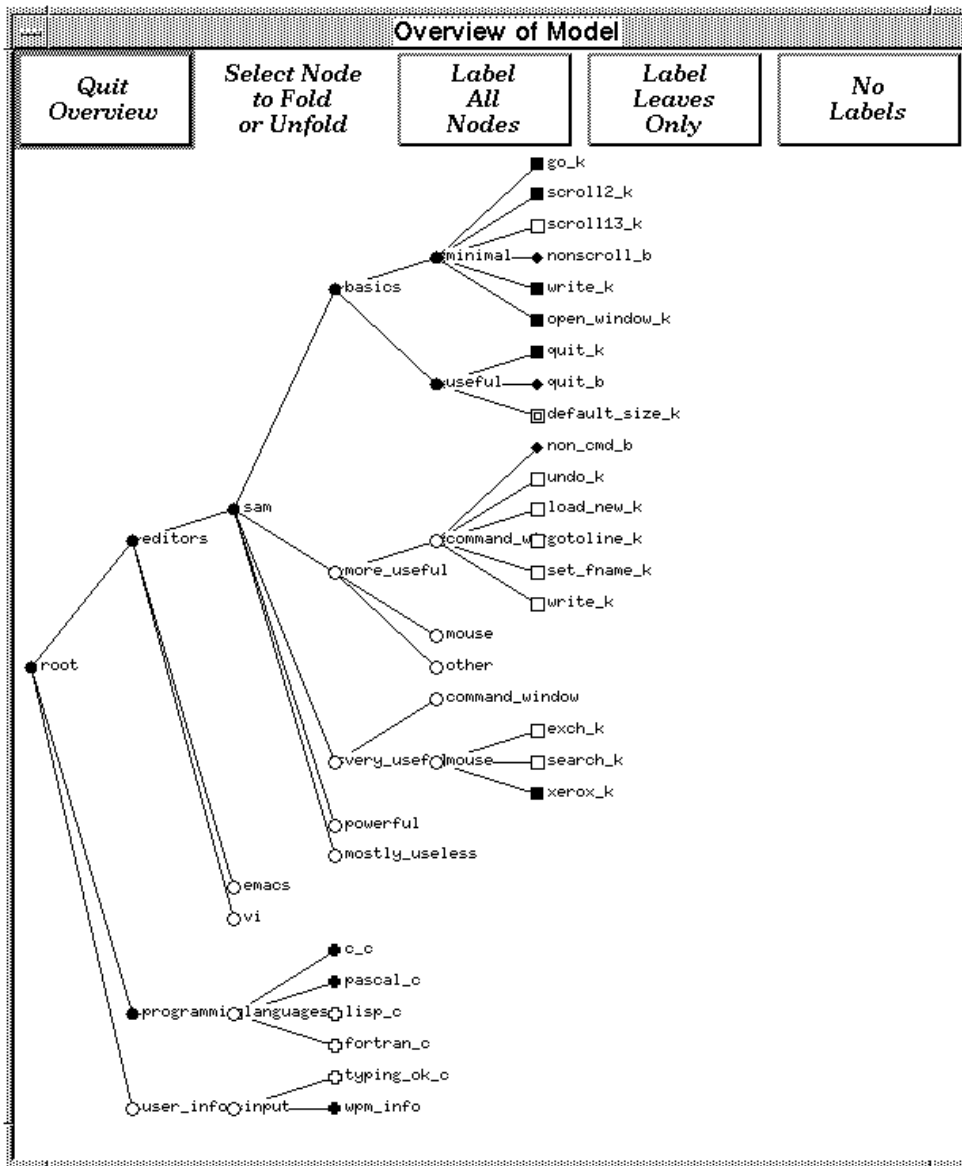 Overview of Model
Quit
Overview
Select Node
to Fold
or Unfold
Label
All
Nodes
Label
Leaves
Only
No
Labels
go_k
scroll2_k
scroll13_k
minimal
nonscroll_b
basics
write_k
open_window_k
quit_k
useful
quit_b
default_size_k
non_cmd_b
undo_k
sam
load_new_k
editors
command_w
gotoline_k
more_useful
set_fname_k
write_k
mouse
root
other
command_window
exch_k
very_usef
mouse
search_k
xerox_k
powerful
mostly_useless
emacs
vi
c_c
pascal_c
programmi
languages
lisp_c
fortran_c
typing_ok_c
user_info
input
wpm_info